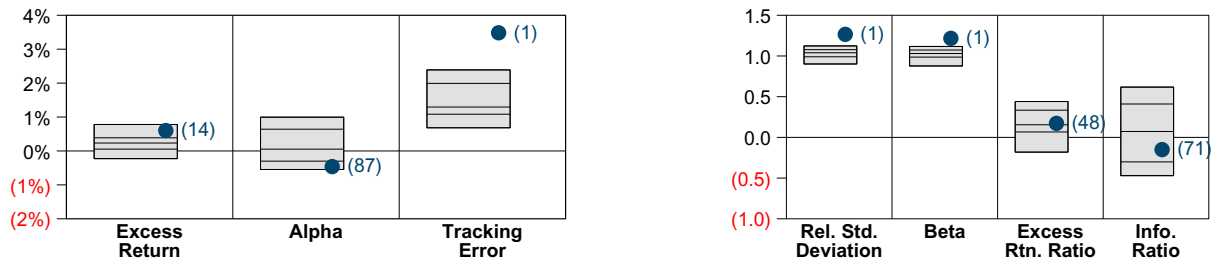 4%
3%
2%
1%
0%
(1%)
(2%)
(14)
(87)
(1)
Excess
Return
Alpha
Tracking
Error
1.5
1.0
0.5
0.0
(0.5)
(1.0)
(1)
(1)
(48)
(71)
Rel. Std.
Deviation
Beta
Excess
Rtn. Ratio
Info.
Ratio